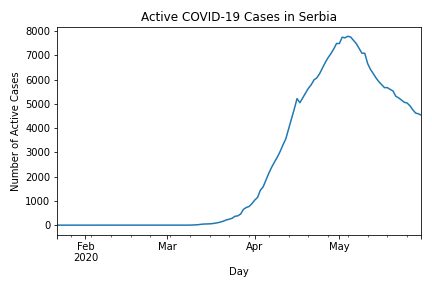 Active COVID-19 Cases in Serbia
8000
7000
6000
5000
4000
3000
2000
1000
0
Number of Active Cases
Feb
2020
Mar
Apr
May
Day